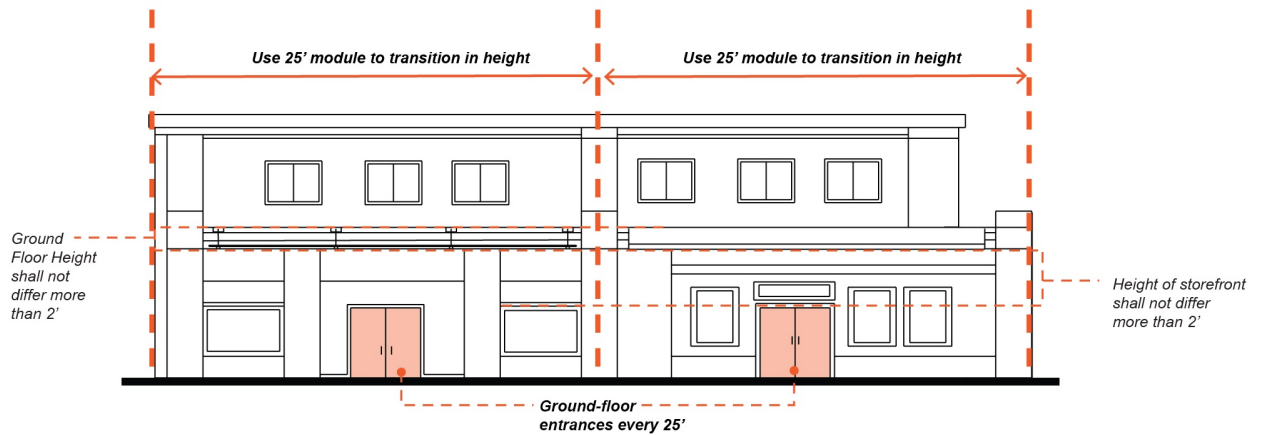 Use 25’ module to transition in height
Use 25’ module to transition in height
Ground
Floor Height
shall not
differ more
than 2’
Height of storefront
shall not differ
more than 2’
Ground-floor
entrances every 25’